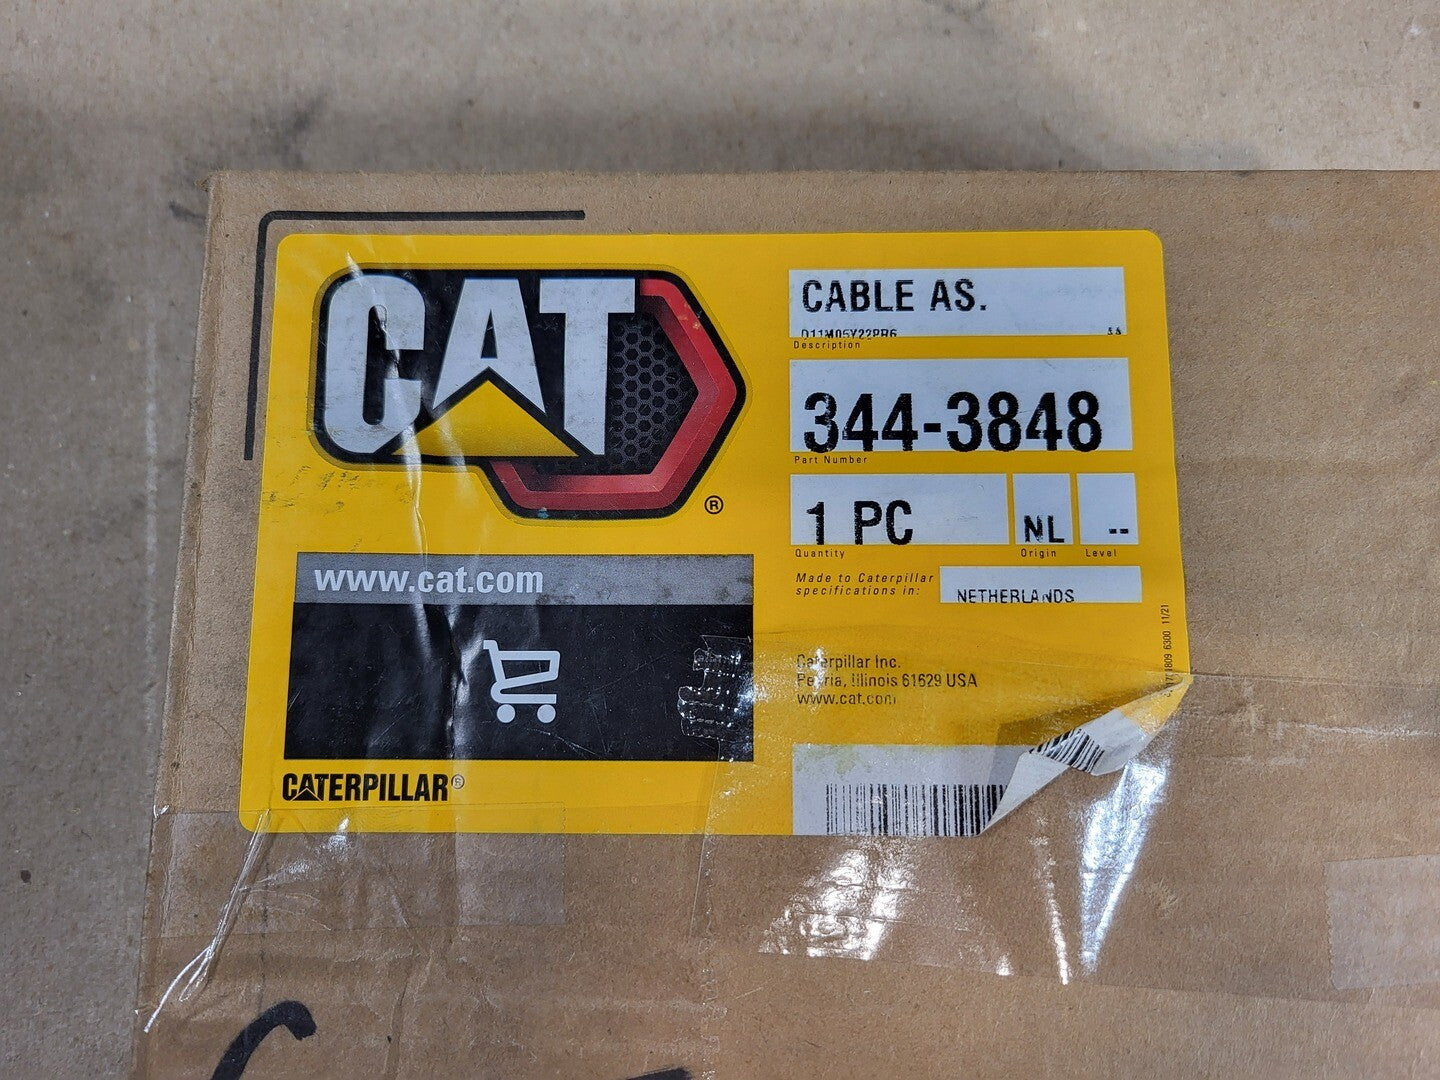 CAT
®
www.cat.com
CATERPILLAR®
CABLE AS.
D11M05Y22PR6
Description
344-3848
Part Number
1 PC
Quantity
NL
Origin
--
Level
Made to Caterpillar
specifications in:
NETHERLANDS
Caterpillar Inc.
Peoria, Illinois 61629 USA
www.cat.com